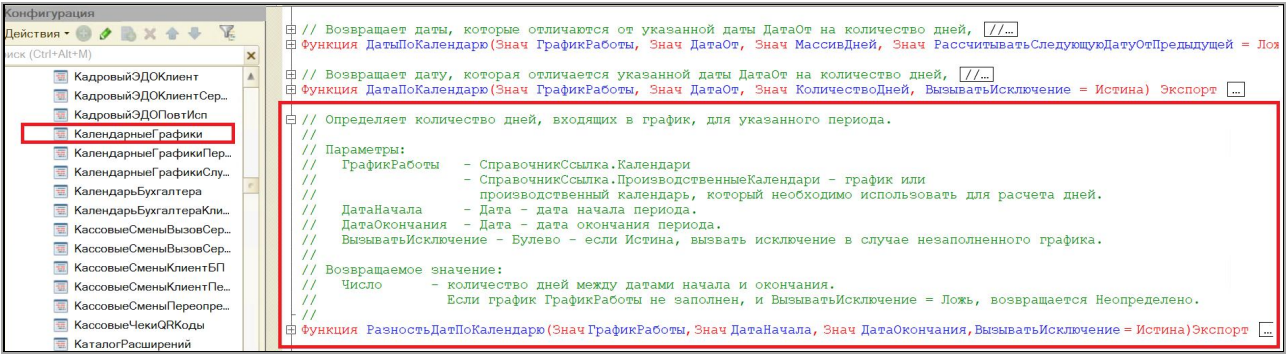 Конфигурация
Действия
иск (Ctrl+Alt+M)
КадровыйЭДОКлиент
КадровыйЭДОКлиентСер...
КадровыйЭДОПовтИсп
КалендарныеГрафики
КалендарныеГрафикиПер...
КалендарныеГрафикиСлу...
КалендарьБухгалтера
КалендарьБухгалтераКли...
КассовыеСменыВызовСер...
КассовыеСменыВызовСер...
КассовыеСменыКлиентБП
КассовыеСменыКлиентПе...
КассовыеСменыПереопре...
КассовыеЧекиQRКоды
КаталогРасширений
// Возвращает даты, которые отличаются от указанной даты ДатаОт на количество дней, //…
Функция ДатыПоКалендарю(Знач ГрафикРаботы, Знач ДатаОт, Знач МассивДней, Знач РассчитыватьСледующуюДатуОтПредыдущей = Лож
// Возвращает дату, которая отличается указанной даты ДатаОт на количество дней, //…
Функция ДатаПоКалендарю(Знач ГрафикРаботы, Знач ДатаОт, Знач КоличествоДней, ВызыватьИсключение = Истина) Экспорт …
// Определяет количество дней, входящих в график, для указанного периода.
//
// Параметры:
// ГрафикРаботы - СправочникСсылка.Календари
// - СправочникСсылка.ПроизводственныеКалендари - график или
// производственный календарь, который необходимо использовать для расчета дней.
// ДатаНачала - Дата - дата начала периода.
// ДатаОкончания - Дата - дата окончания периода.
// ВызыватьИсключение - Булево - если Истина, вызвать исключение в случае незаполненного графика.
//
// Возвращаемое значение:
// Число - количество дней между датами начала и окончания.
// Если график ГрафикРаботы не заполнен, и ВызыватьИсключение = Ложь, возвращается Неопределено.
//
Функция РазностьДатПоКалендарю(Знач ГрафикРаботы, Знач ДатаНачала, Знач ДатаОкончания, ВызыватьИсключение = Истина)Экспорт …